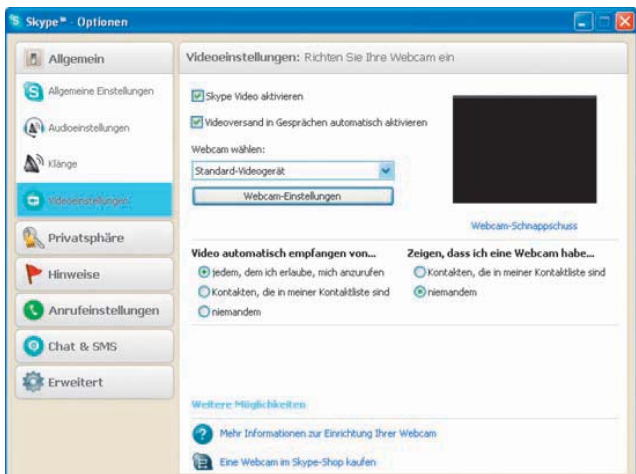 Skype™ - Optionen
Allgemein
Allgemeine Einstellungen
Audioeinstellungen
Klänge
Videoeinstellungen
Privatsphäre
Hinweise
Anrufeinstellungen
Chat & SMS
Erweitert
Videoeinstellungen: Richten Sie Ihre Webcam ein
Skype Video aktivieren
Videoversand in Gesprächen automatisch aktivieren
Webcam wählen:
Standard-Videogerät
Webcam-Einstellungen
Webcam-Schnappschuss
Video automatisch empfangen von...
jedem, dem ich erlaube, mich anzurufen
Kontakten, die in meiner Kontaktliste sind
niemandem
Zeigen, dass ich eine Webcam habe...
Kontakten, die in meiner Kontaktliste sind
niemandem
Weitere Möglichkeiten
Mehr Informationen zur Einrichtung Ihrer Webcam
Eine Webcam im Skype-Shop kaufen